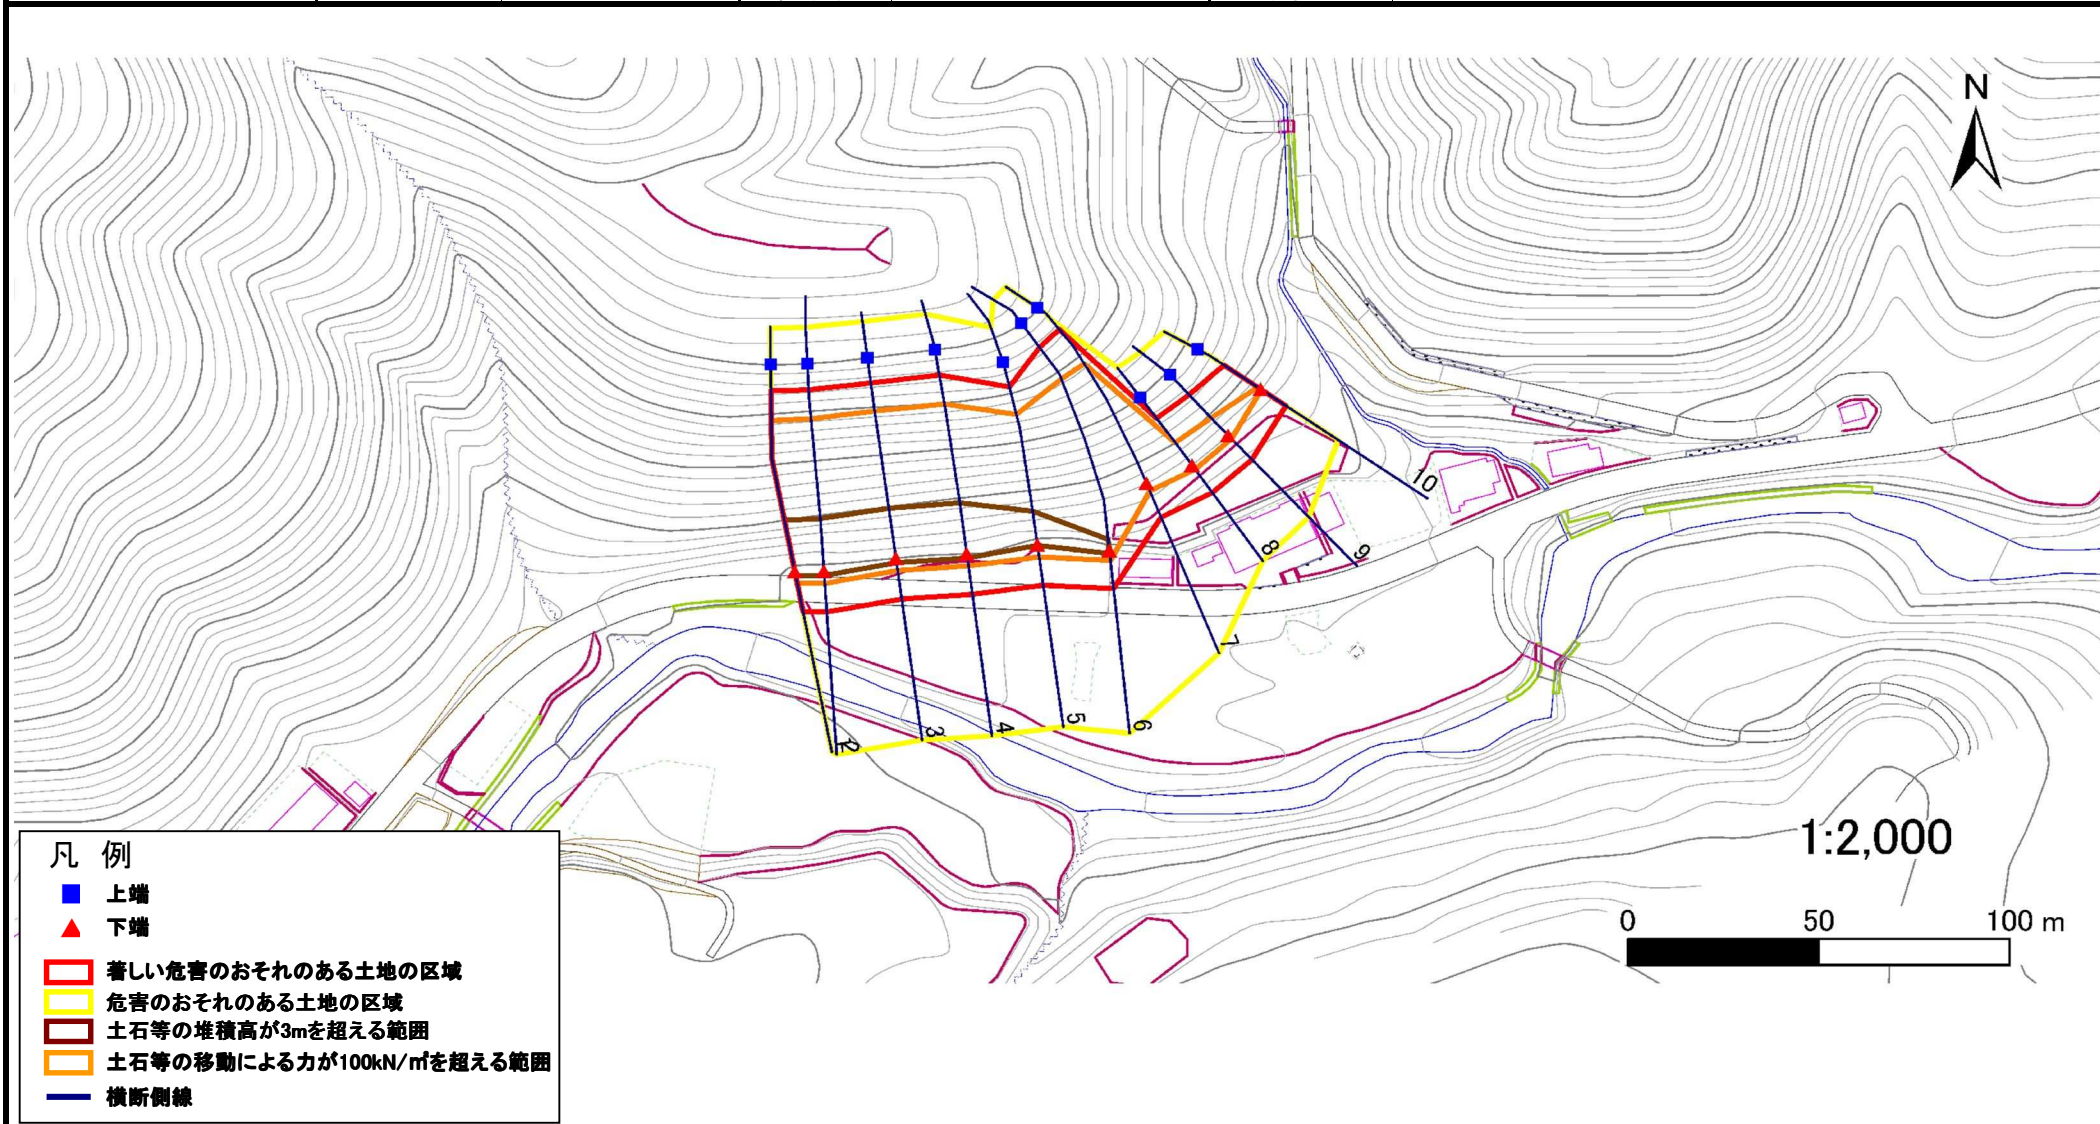 N
10
9
8
7
6
5
4
3
2
1:2,000
0 50 100 m
凡 例
上端
下端
著しい危害のおそれのある土地の区域
危害のおそれのある土地の区域
土石等の堆積高が3mを超える範囲
土石等の移動による力が100kN/㎡を超える範囲
横断側線